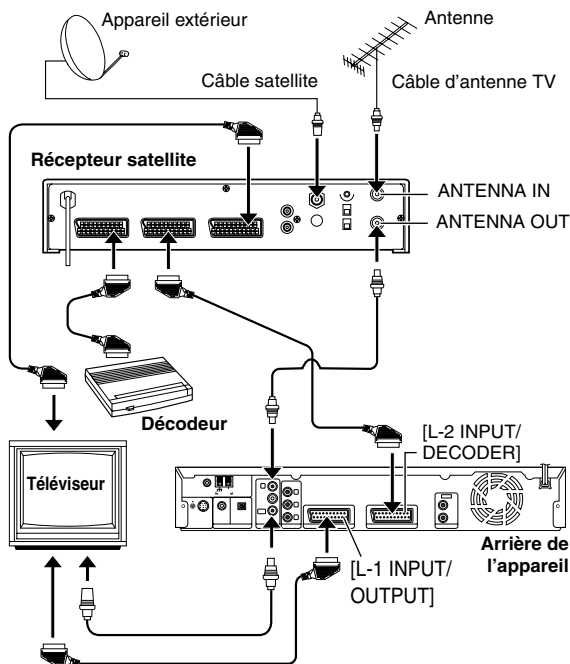 Appareil extérieur
Antenne
Câble satellite
Câble d'antenne TV
Récepteur satellite
ANTENNA IN
ANTENNA OUT
Décodeur
[L-2 INPUT/
DECODER]
Téléviseur
Arrière de
l'appareil
[L-1 INPUT/
OUTPUT]